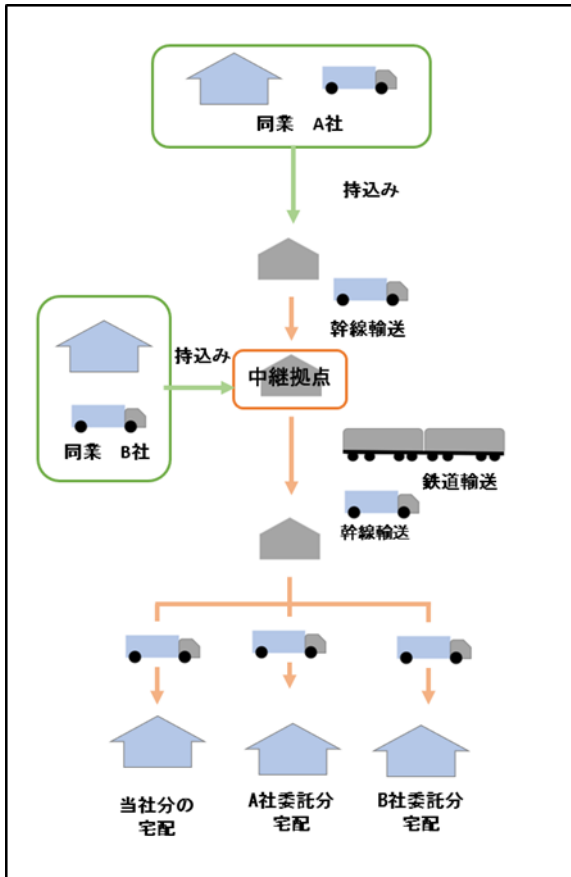 同業　A社
持込み
幹線輸送
持込み
中継拠点
同業　B社
鉄道輸送
幹線輸送
当社分の
宅配
A社委託分
宅配
B社委託分
宅配